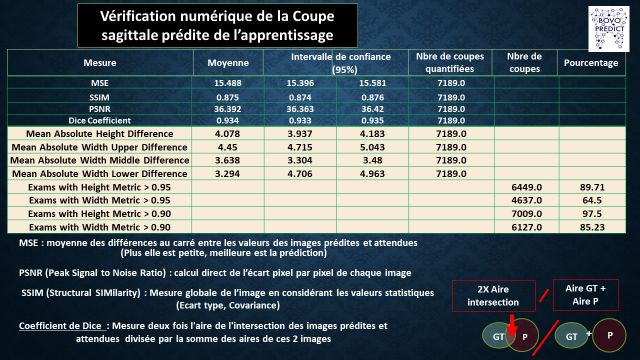 Vérification numérique de la Coupe
sagittale prédite de l’apprentissage
BOVO
PREDICT
Mesure Moyenne Intervalle de confiance (95%) Nbre de coupes quantifiées Nbre de coupes Pourcentage
MSE 15.488 15.396 15.581 7189.0
SSIM 0.875 0.874 0.876 7189.0
PSNR 36.392 36.363 36.42 7189.0
Dice Coefficient 0.934 0.933 0.935 7189.0
Mean Absolute Height Difference 4.078 3.937 4.183 7189.0
Mean Absolute Width Upper Difference 4.45 4.715 5.043 7189.0
Mean Absolute Width Middle Difference 3.638 3.304 3.48 7189.0
Mean Absolute Width Lower Difference 3.294 4.706 4.963 7189.0
Exams with Height Metric > 0.95 6449.0 89.71
Exams with Width Metric > 0.95 4637.0 64.5
Exams with Height Metric > 0.90 7009.0 97.5
Exams with Width Metric > 0.90 6127.0 85.23
MSE : moyenne des différences au carré entre les valeurs des images prédites et attendues
(Plus elle est petite, meilleure est la prédiction)
PSNR (Peak Signal to Noise Ratio) : calcul direct de l’écart pixel par pixel de chaque image
SSIM (Structural SIMilarity) : Mesure globale de l’image en considérant les valeurs statistiques
(Ecart type, Covariance)
Coefficient de Dice : Mesure deux fois l'aire de l'intersection des images prédites et
attendues divisée par la somme des aires de ces 2 images
2X Aire
intersection
/
Aire GT +
Aire P
GT P
/
GT + P